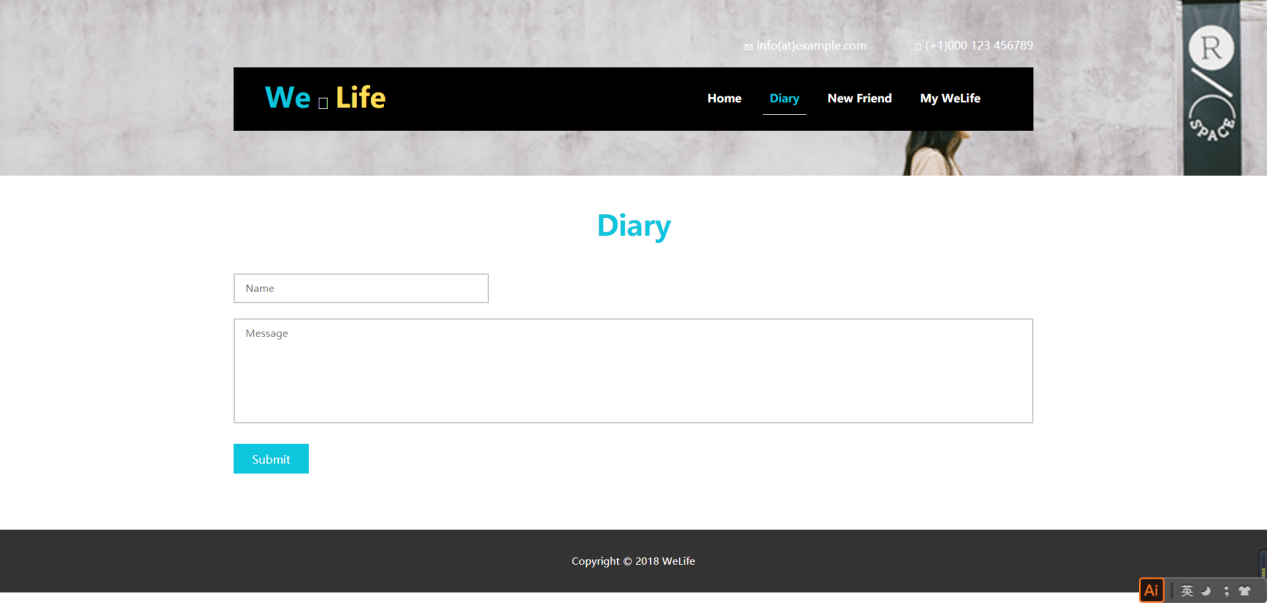 info(at)example.com (+1)000 123 456789
We Life
Home Diary New Friend My WeLife
R
SPACE
Diary
Name
Message
Submit
Copyright © 2018 WeLife
Ai 英